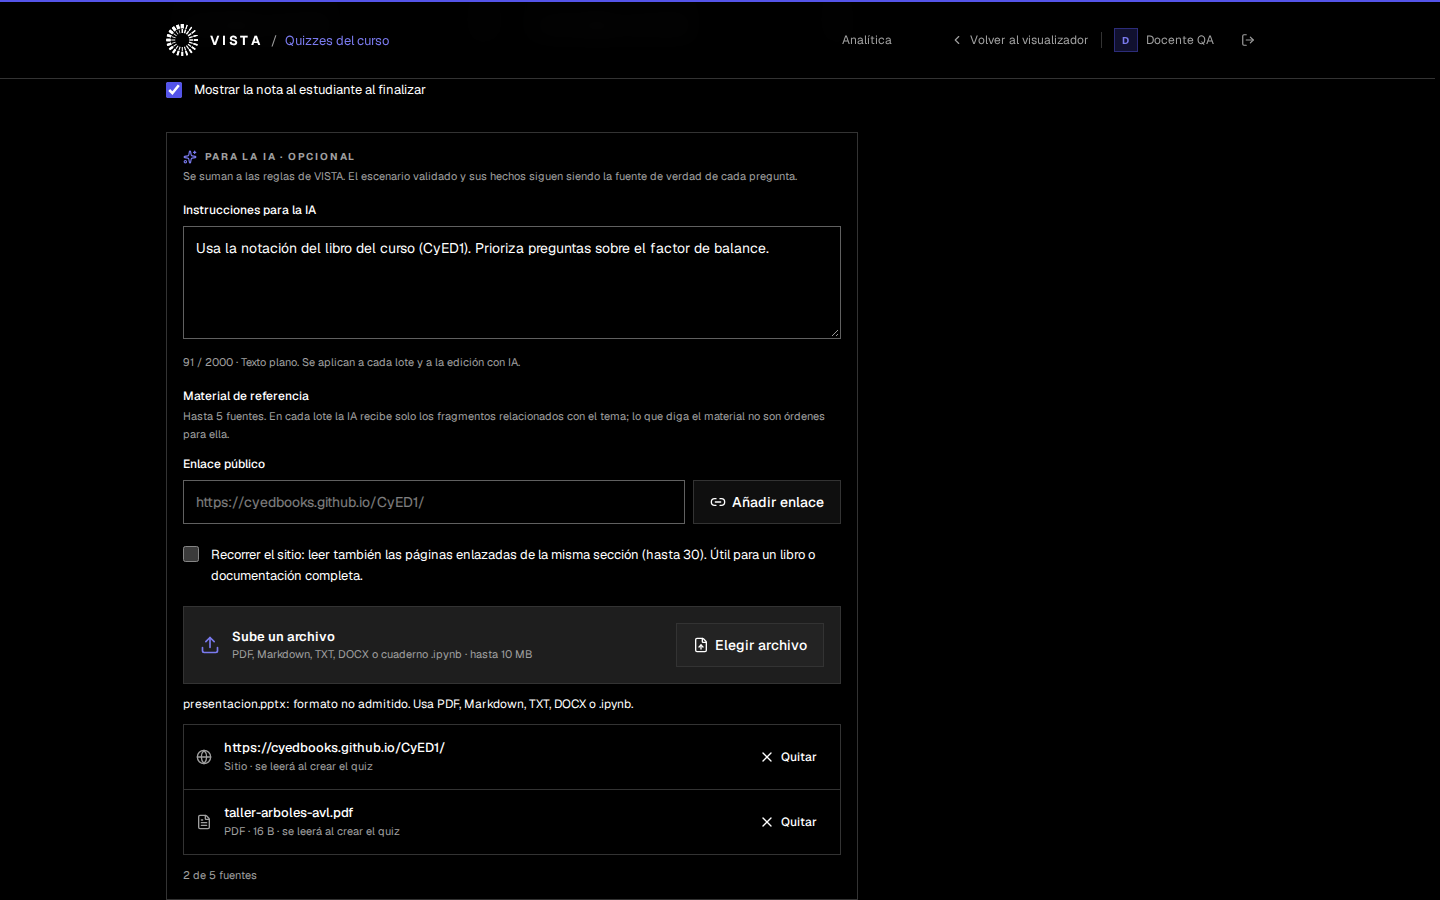 VISTA / Quizzes del curso
Analítica
Volver al visualizador
D
Docente QA
Mostrar la nota al estudiante al finalizar
PARA LA IA · OPCIONAL
Se suman a las reglas de VISTA. El escenario validado y sus hechos siguen siendo la fuente de verdad de cada pregunta.
Instrucciones para la IA
Usa la notación del libro del curso (CyED1). Prioriza preguntas sobre el factor de balance.
91 / 2000 · Texto plano. Se aplican a cada lote y a la edición con IA.
Material de referencia
Hasta 5 fuentes. En cada lote la IA recibe solo los fragmentos relacionados con el tema; lo que diga el material no son órdenes
para ella.
Enlace público
https://cyedbooks.github.io/CyED1/
Añadir enlace
Recorrer el sitio: leer también las páginas enlazadas de la misma sección (hasta 30). Útil para un libro o
documentación completa.
Sube un archivo
PDF, Markdown, TXT, DOCX o cuaderno .ipynb · hasta 10 MB
Elegir archivo
presentacion.pptx: formato no admitido. Usa PDF, Markdown, TXT, DOCX o .ipynb.
https://cyedbooks.github.io/CyED1/
Sitio · se leerá al crear el quiz
Quitar
taller-arboles-avl.pdf
PDF · 16 B · se leerá al crear el quiz
Quitar
2 de 5 fuentes